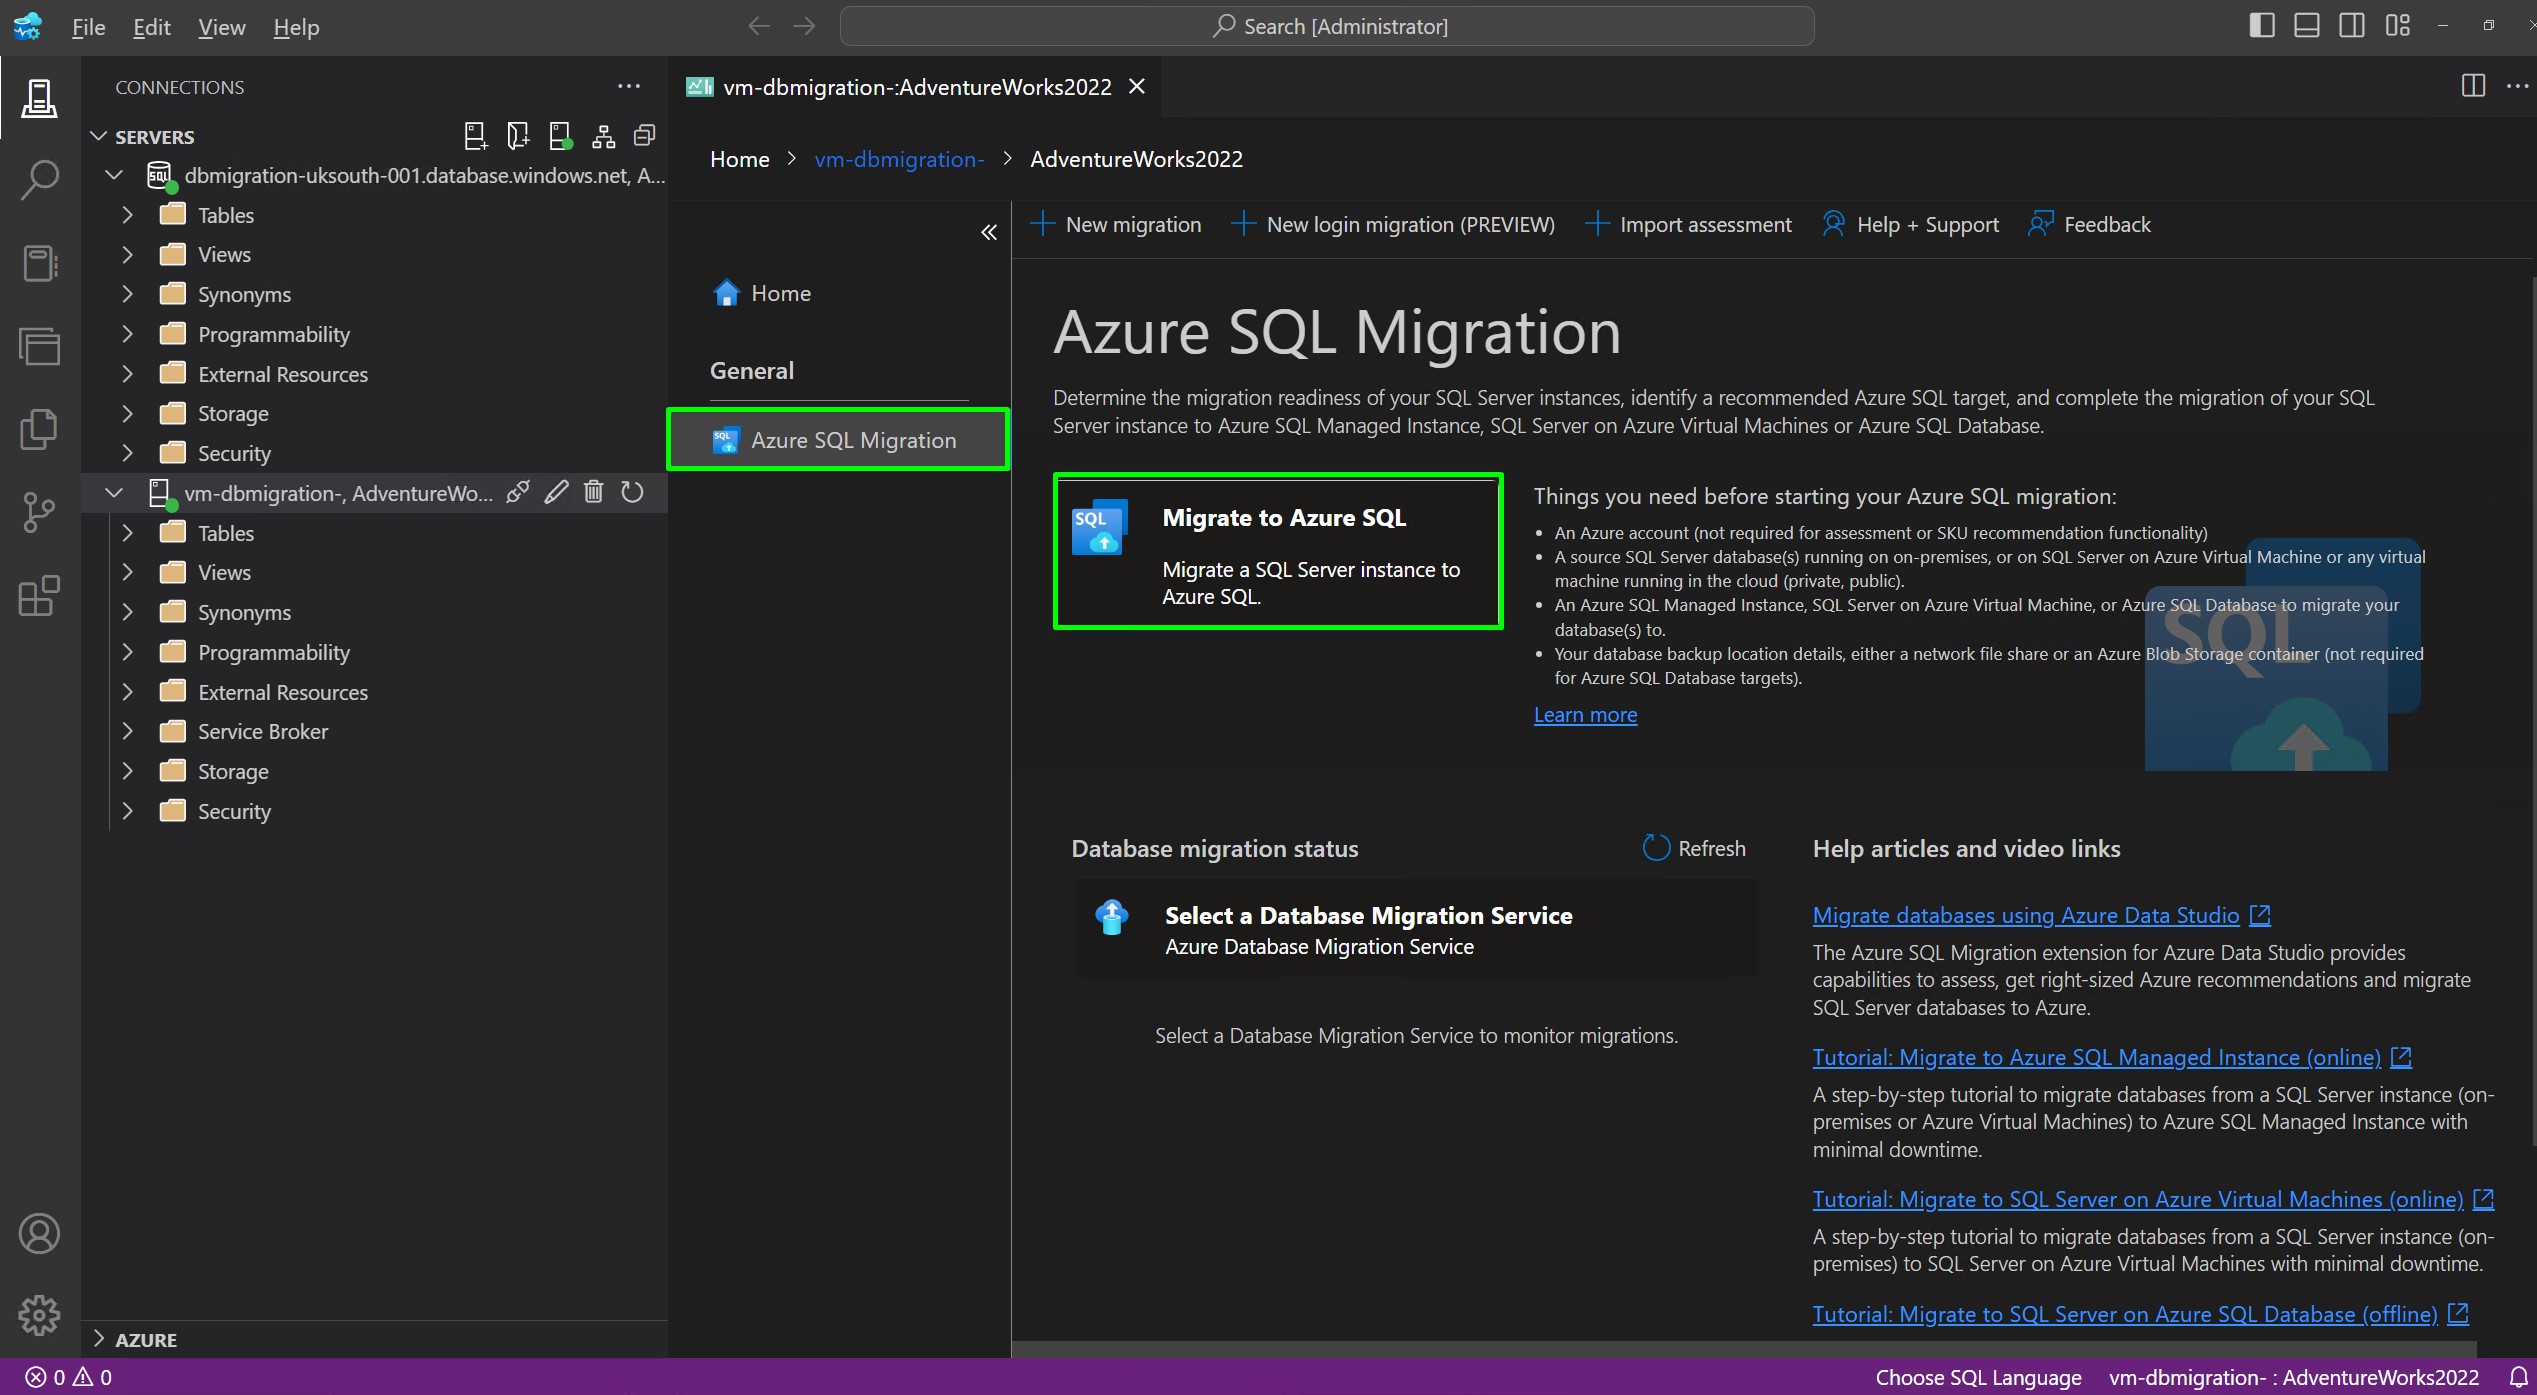 File Edit View Help
Search [Administrator]
CONNECTIONS
SERVERS
dbmigration-uksouth-001.database.windows.net, A...
Tables
Views
Synonyms
Programmability
External Resources
Storage
Security
vm-dbmigration-, AdventureWo...
Tables
Views
Synonyms
Programmability
External Resources
Service Broker
Storage
Security
AZURE
vm-dbmigration-:AdventureWorks2022
Home > vm-dbmigration- > AdventureWorks2022
Home
General
Azure SQL Migration
New migration
New login migration (PREVIEW)
Import assessment
Help + Support
Feedback
Azure SQL Migration
Determine the migration readiness of your SQL Server instances, identify a recommended Azure SQL target, and complete the migration of your SQL
Server instance to Azure SQL Managed Instance, SQL Server on Azure Virtual Machines or Azure SQL Database.
SQL
Migrate to Azure SQL
Migrate a SQL Server instance to
Azure SQL.
Things you need before starting your Azure SQL migration:
• An Azure account (not required for assessment or SKU recommendation functionality)
• A source SQL Server database(s) running on on-premises, or on SQL Server on Azure Virtual Machine or any virtual
machine running in the cloud (private, public).
• An Azure SQL Managed Instance, SQL Server on Azure Virtual Machine, or Azure SQL Database to migrate your
database(s) to.
• Your database backup location details, either a network file share or an Azure Blob Storage container (not required
for Azure SQL Database targets).
Learn more
SQL
Database migration status
Refresh
Select a Database Migration Service
Azure Database Migration Service
Select a Database Migration Service to monitor migrations.
Help articles and video links
Migrate databases using Azure Data Studio
The Azure SQL Migration extension for Azure Data Studio provides
capabilities to assess, get right-sized Azure recommendations and migrate
SQL Server databases to Azure.
Tutorial: Migrate to Azure SQL Managed Instance (online)
A step-by-step tutorial to migrate databases from a SQL Server instance (on-
premises or Azure Virtual Machines) to Azure SQL Managed Instance with
minimal downtime.
Tutorial: Migrate to SQL Server on Azure Virtual Machines (online)
A step-by-step tutorial to migrate databases from a SQL Server instance (on-
premises) to SQL Server on Azure Virtual Machines with minimal downtime.
Tutorial: Migrate to SQL Server on Azure SQL Database (offline)
0 0
Choose SQL Language
vm-dbmigration- : AdventureWorks2022